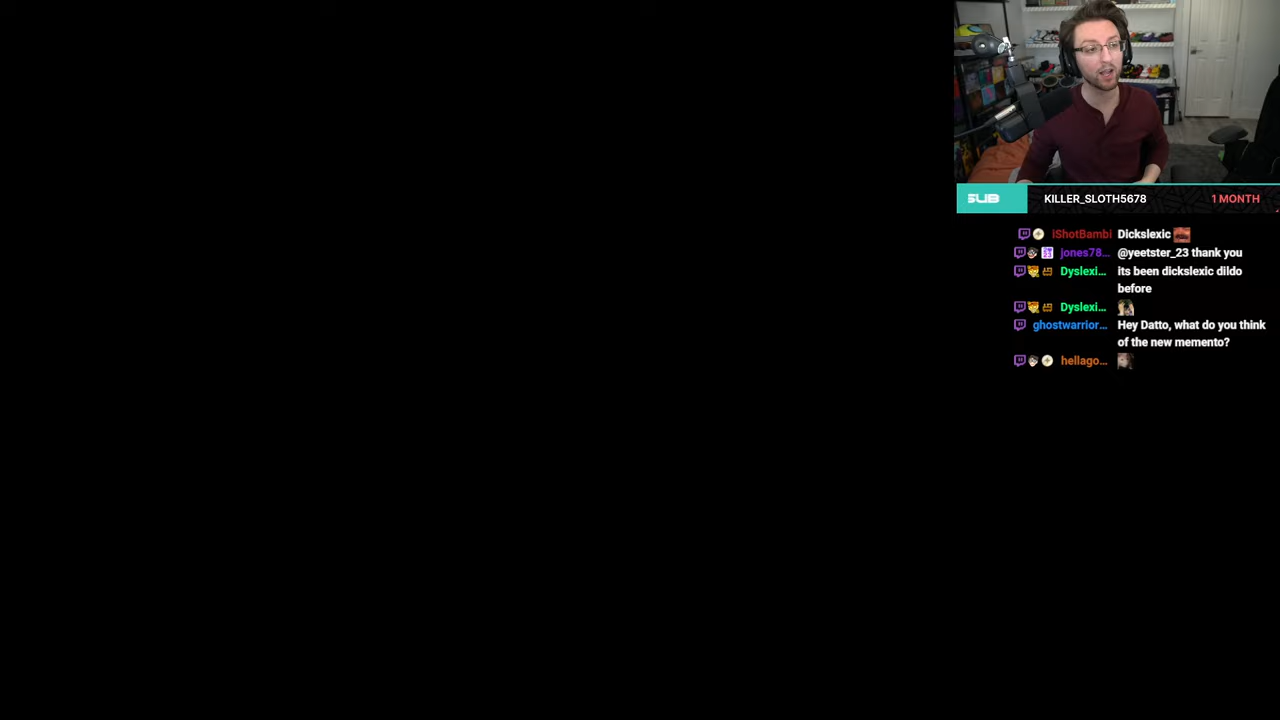 SUB KILLER_SLOTH5678 1 MONTH
iShotBambi Dickslexic
jones78... @yeetster_23 thank you
Dyslexi... its been dickslexic dildo
before
Dyslexi...
ghostwarrior... Hey Datto, what do you think
of the new memento?
hellago...